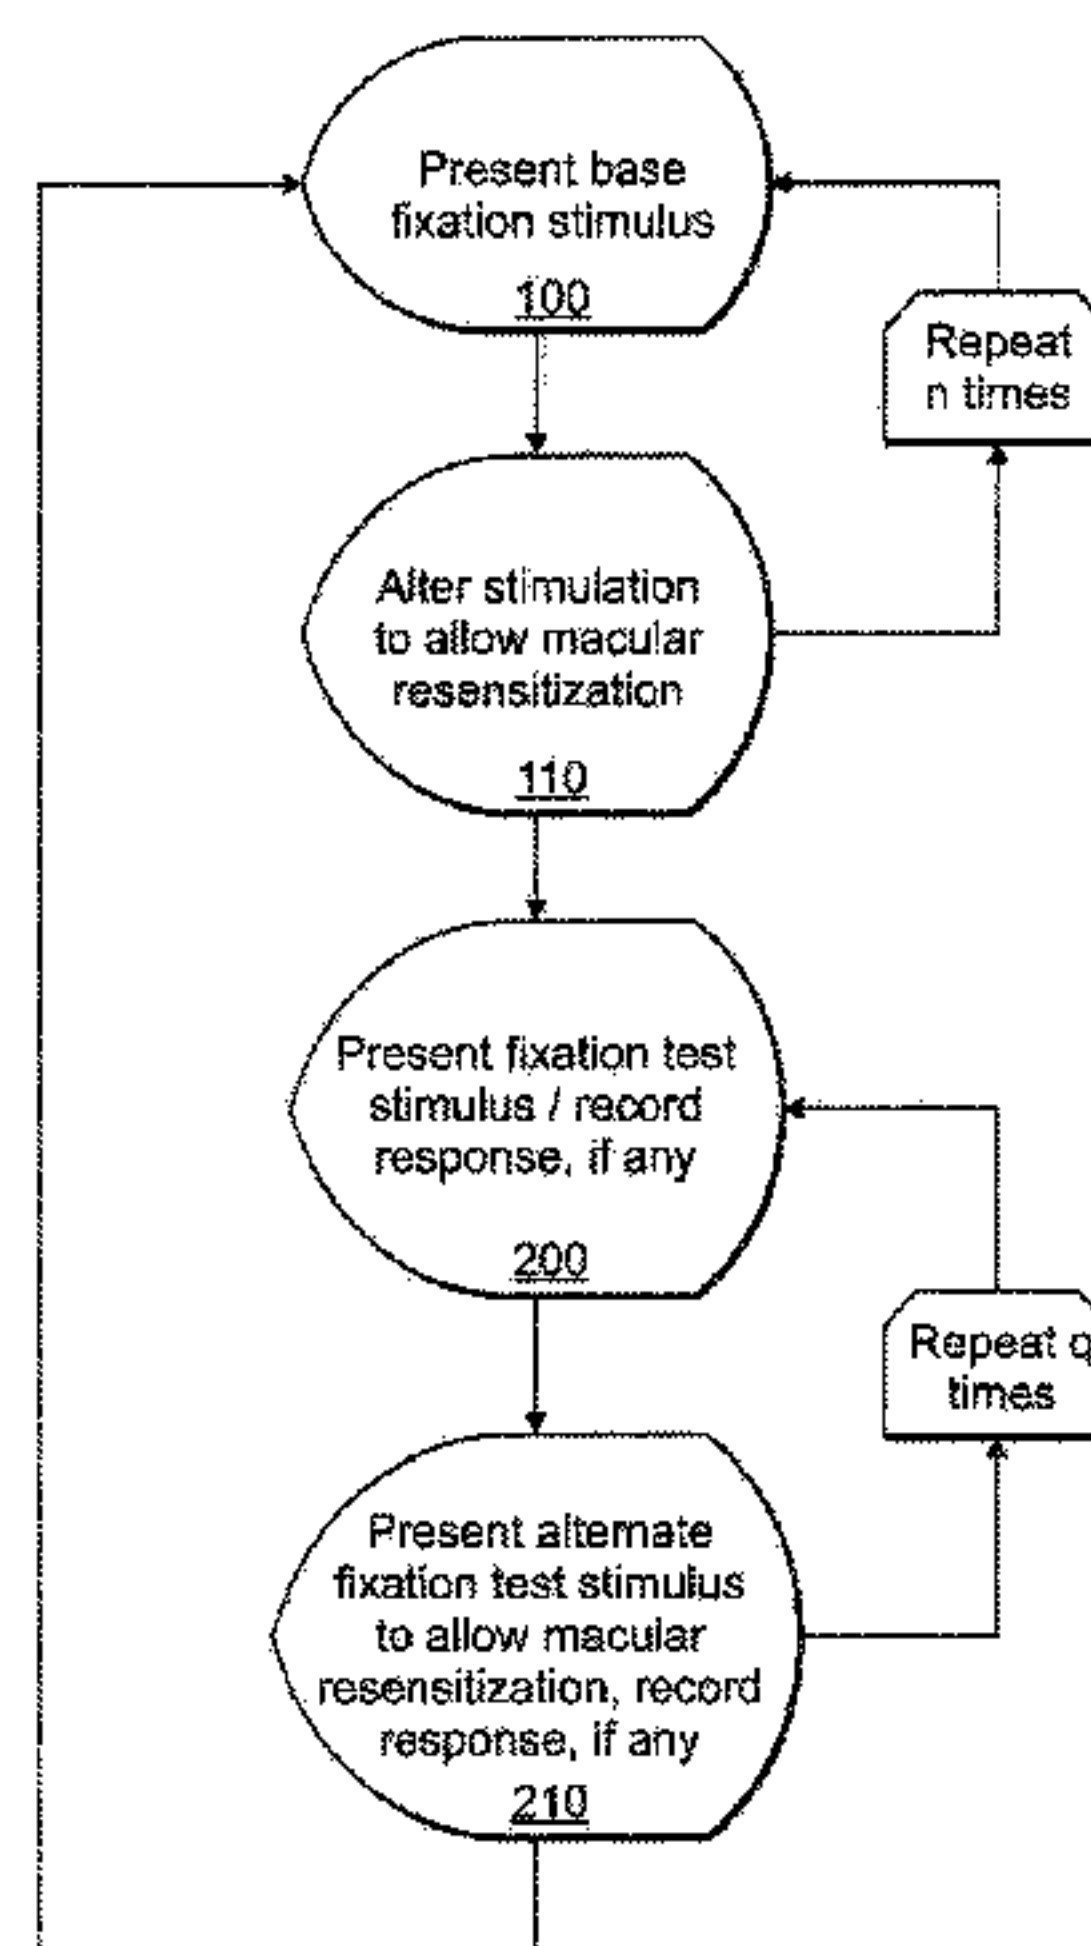 Present base
fixation stimulus
100
Repeat
n times
Alter stimulation
to allow macular
resensitization
110
Present fixation test
stimulus / record
response, if any
200
Repeat q
times
Present alternate
fixation test stimulus
to allow macular
resensitization, record
response, if any
210